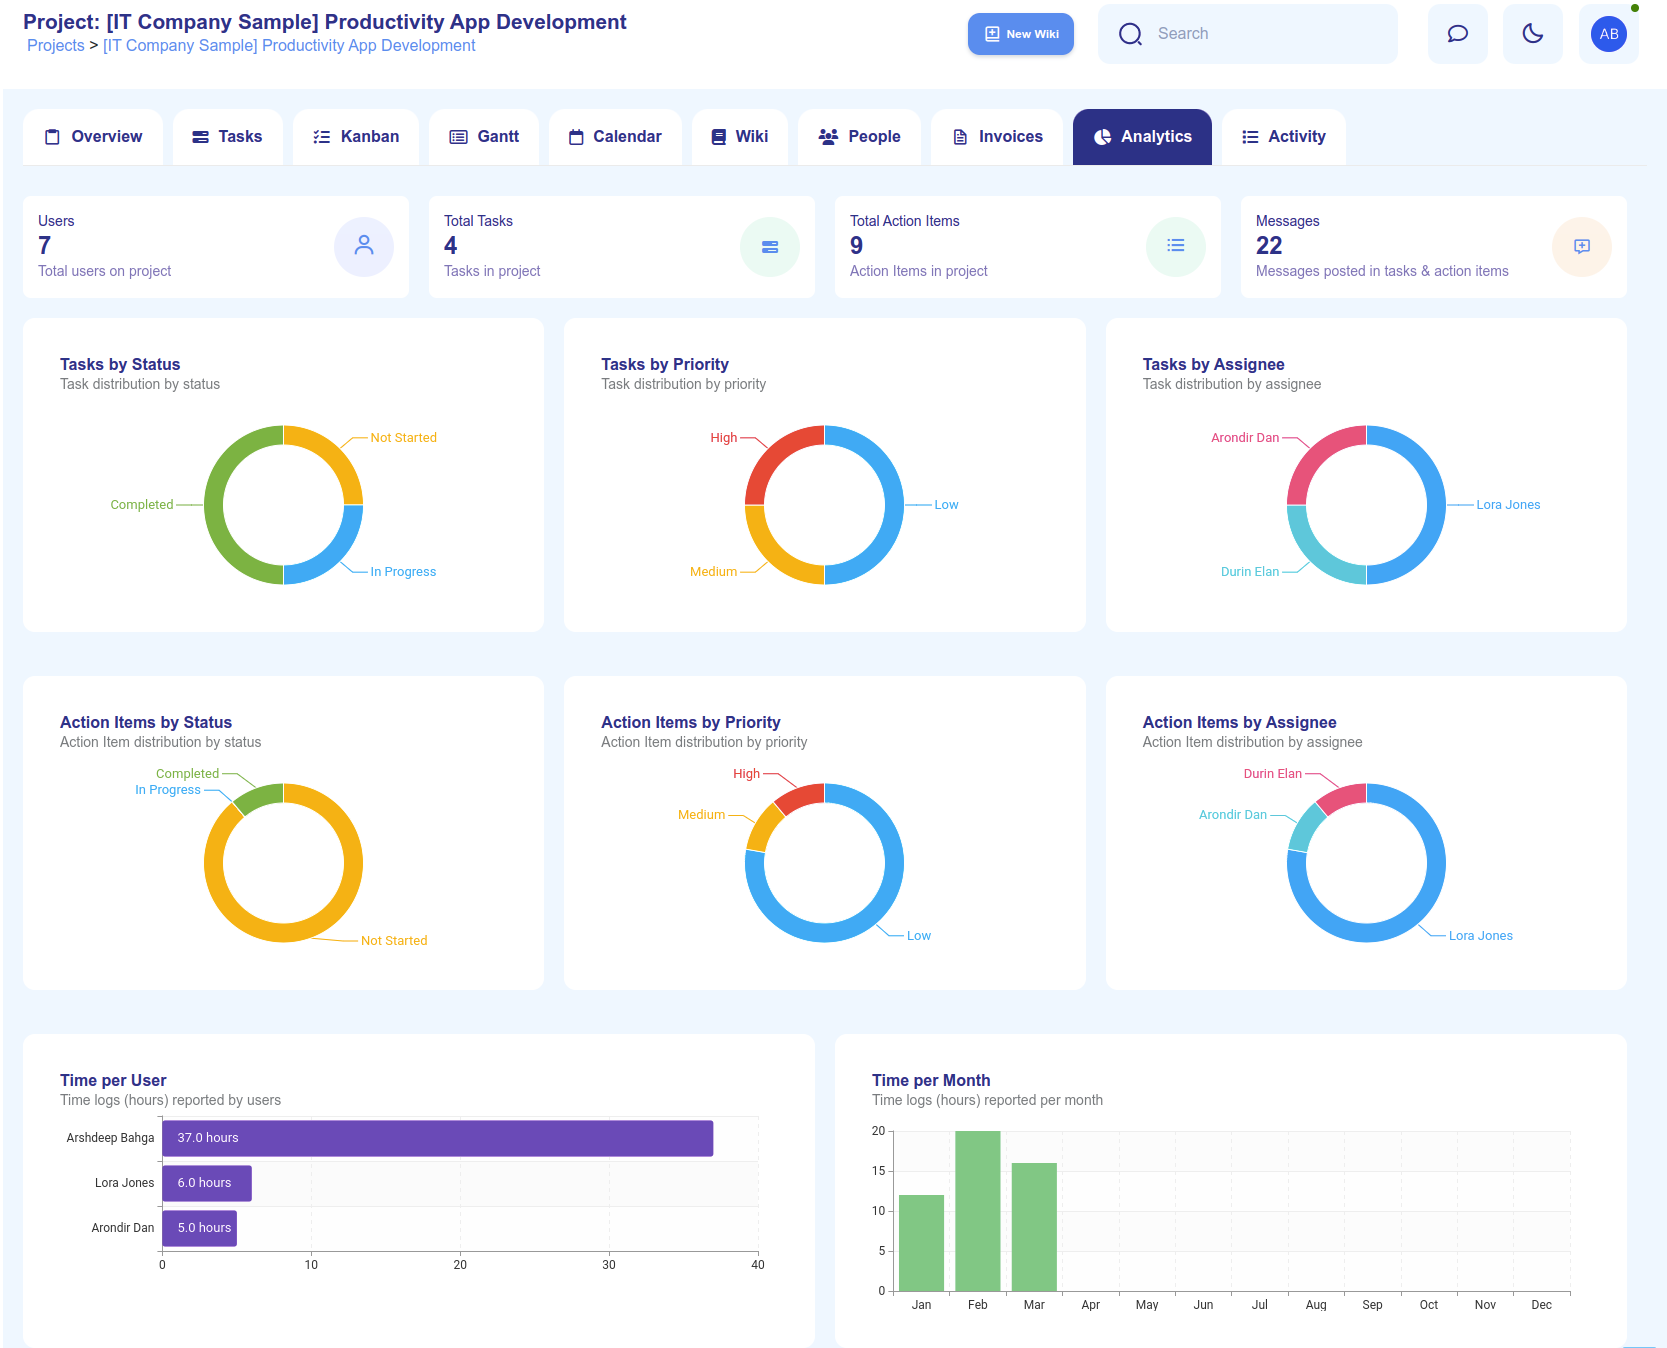 Project: [IT Company Sample] Productivity App Development
Projects > [IT Company Sample] Productivity App Development
New Wiki
Search
AB
Overview
Tasks
Kanban
Gantt
Calendar
Wiki
People
Invoices
Analytics
Activity
Users
7
Total users on project
Total Tasks
4
Tasks in project
Total Action Items
9
Action Items in project
Messages
22
Messages posted in tasks & action items
Tasks by Status
Task distribution by status
Not Started
Completed
In Progress
Tasks by Priority
Task distribution by priority
High
Low
Medium
Tasks by Assignee
Task distribution by assignee
Arondir Dan
Lora Jones
Durin Elan
Action Items by Status
Action Item distribution by status
Completed
In Progress
Not Started
Action Items by Priority
Action Item distribution by priority
High
Medium
Low
Action Items by Assignee
Action Item distribution by assignee
Durin Elan
Arondir Dan
Lora Jones
Time per User
Time logs (hours) reported by users
Arshdeep Bahga 37.0 hours
Lora Jones 6.0 hours
Arondir Dan 5.0 hours
0 10 20 30 40
Time per Month
Time logs (hours) reported per month
20
15
10
5
0
Jan Feb Mar Apr May Jun Jul Aug Sep Oct Nov Dec